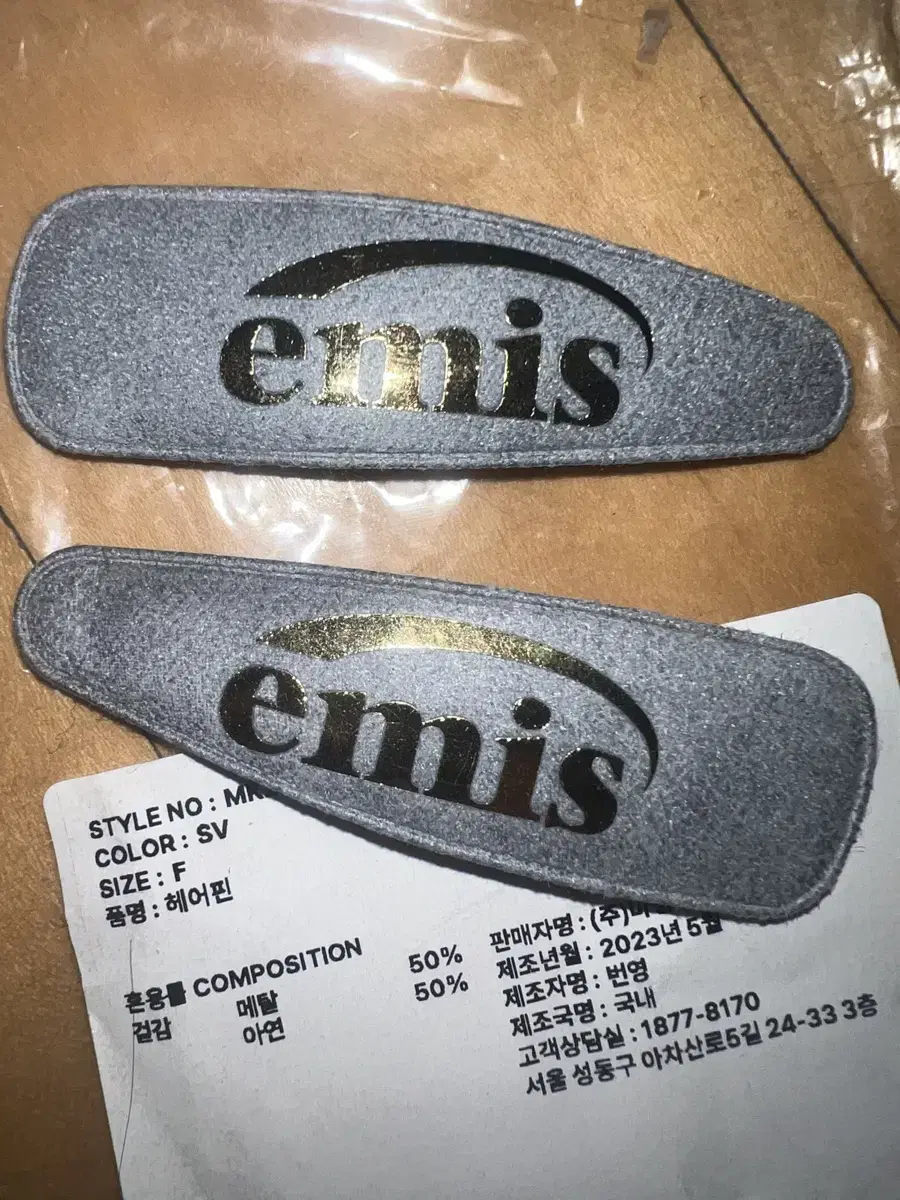 emis
emis
STYLE NO :
COLOR : SV
SIZE : F
품명 : 헤어핀
혼용률 COMPOSITION
겉감 메탈 50%
아연 50%
판매자명 : (주)
제조년월 : 2023년 5월
제조자명 : 번영
제조국명 : 국내
고객상담실 : 1877-8170
서울 성동구 아차산로5길 24-33 3층